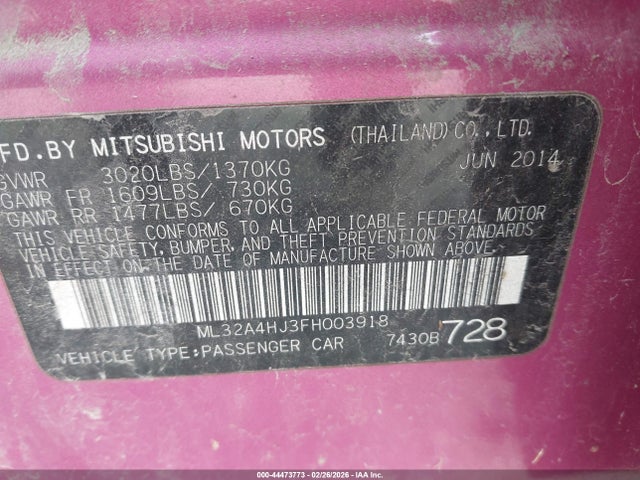 FD. BY MITSUBISHI MOTORS (THAILAND) CO., LTD.
GVWR 3020LBS/1370KG JUN 2014
GAWR FR 1609LBS/ 730KG
GAWR RR 1477LBS/ 670KG
THIS VEHICLE CONFORMS TO ALL APPLICABLE FEDERAL MOTOR
VEHICLE SAFETY, BUMPER, AND THEFT PREVENTION STANDARDS
IN EFFECT ON THE DATE OF MANUFACTURE SHOWN ABOVE.
ML32A4HJ3FH003918
VEHICLE TYPE:PASSENGER CAR 7430B 728
000-44473773 - 02/26/2026 - IAAI.COM